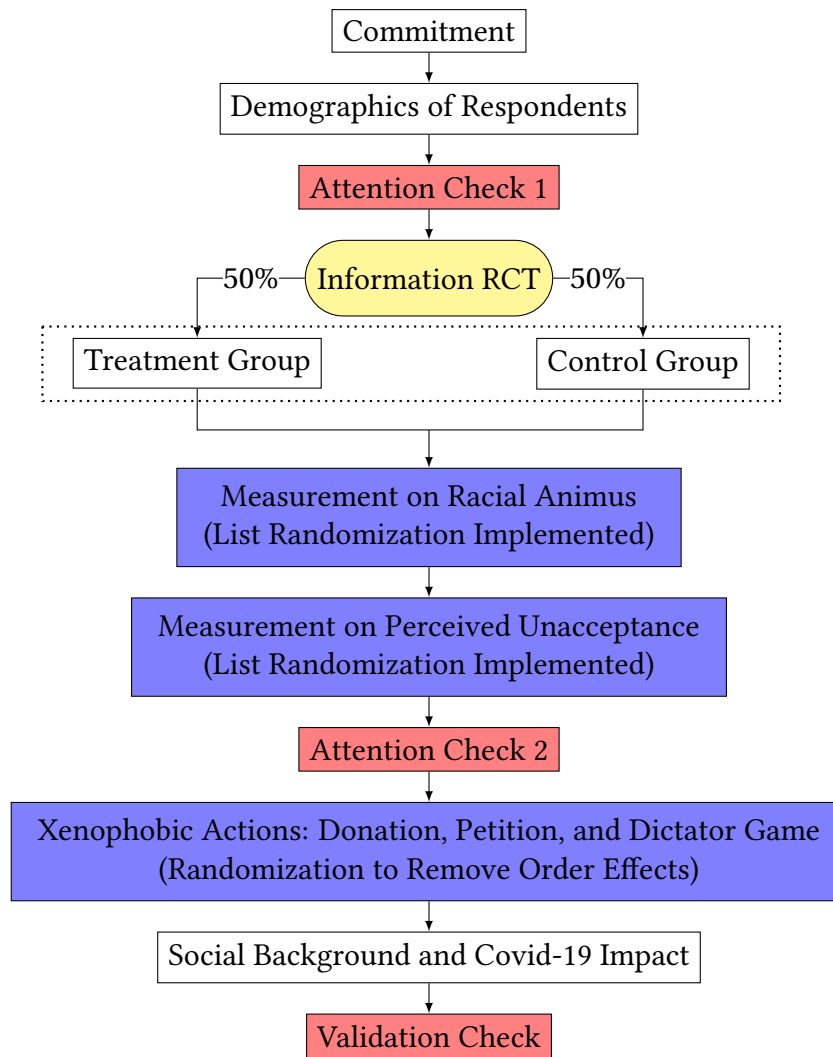 Commitment
Demographics of Respondents
Attention Check 1
50%
Information RCT
50%
Treatment Group
Control Group
Measurement on Racial Animus
(List Randomization Implemented)
Measurement on Perceived Unacceptance
(List Randomization Implemented)
Attention Check 2
Xenophobic Actions: Donation, Petition, and Dictator Game
(Randomization to Remove Order Effects)
Social Background and Covid-19 Impact
Validation Check